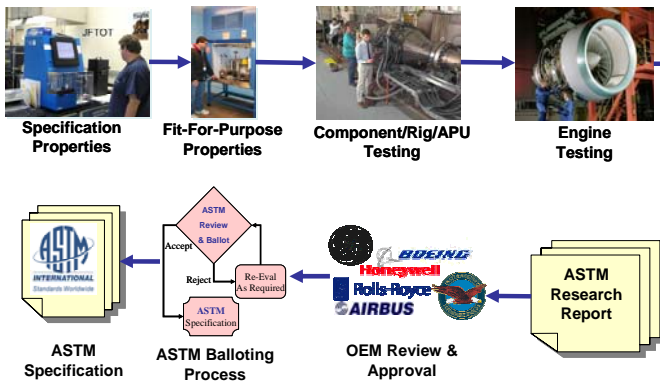 JFTOT
Specification
Properties
Fit-For-Purpose
Properties
Component/Rig/APU
Testing
Engine
Testing
ASTM
INTERNATIONAL
Standards Worldwide
ASTM
Specification
ASTM
Review
& Ballot
Accept
Reject
Re-Eval
As Required
ASTM
Specification
ASTM Balloting
Process
BOEING
Honeywell
Rolls-Royce
AIRBUS
OEM Review &
Approval
ASTM
Research
Report